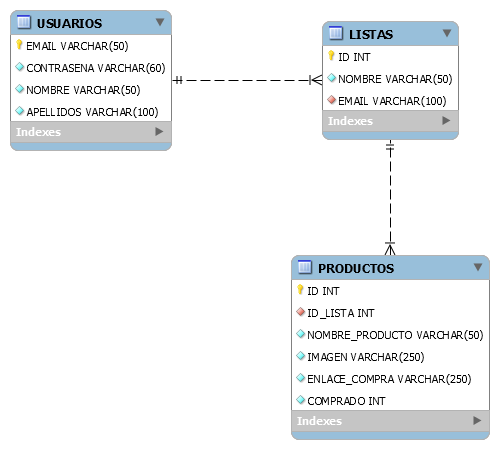 USUARIOS
EMAIL VARCHAR(50)
CONTRASENA VARCHAR(60)
NOMBRE VARCHAR(50)
APELLIDOS VARCHAR(100)
Indexes
LISTAS
ID INT
NOMBRE VARCHAR(50)
EMAIL VARCHAR(100)
Indexes
PRODUCTOS
ID INT
ID_LISTA INT
NOMBRE_PRODUCTO VARCHAR(50)
IMAGEN VARCHAR(250)
ENLACE_COMPRA VARCHAR(250)
COMPRADO INT
Indexes